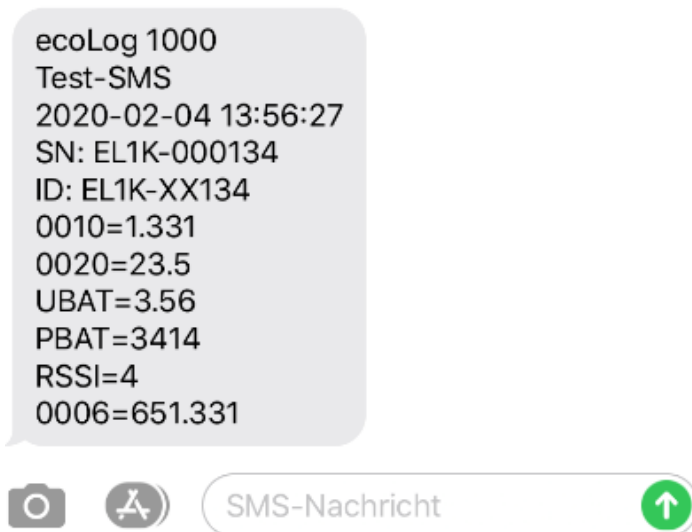 ecoLog 1000
Test-SMS
2020-02-04 13:56:27
SN: EL1K-000134
ID: EL1K-XX134
0010=1.331
0020=23.5
UBAT=3.56
PBAT=3414
RSSI=4
0006=651.331
SMS-Nachricht